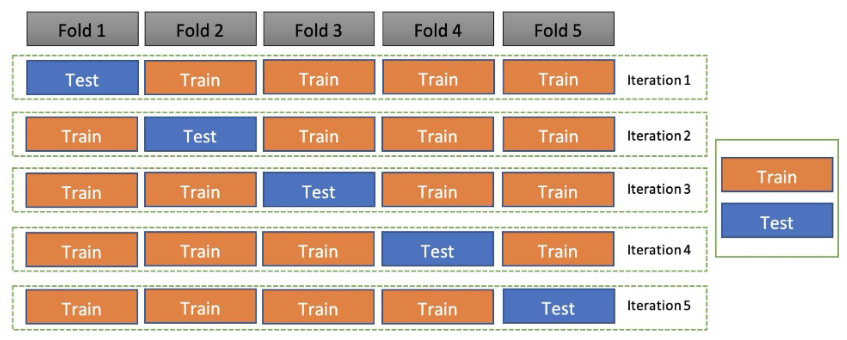 Fold 1 Fold 2 Fold 3 Fold 4 Fold 5
Test Train Train Train Train Iteration 1
Train Test Train Train Train Iteration 2
Train Train Test Train Train Iteration 3
Train Train Train Test Train Iteration 4
Train Train Train Train Test Iteration 5
Train
Test